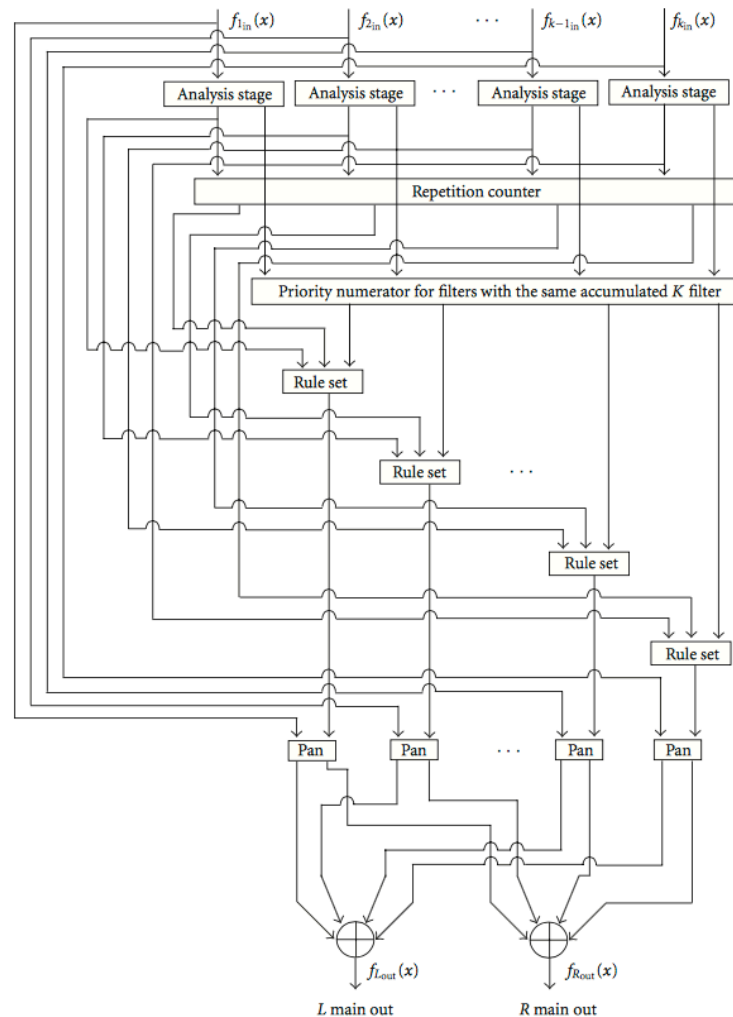 f1in(x) f2in(x) · · · fk−1in(x) fkin(x)
Analysis stage Analysis stage · · · Analysis stage Analysis stage
Repetition counter
Priority numerator for filters with the same accumulated K filter
Rule set
Rule set · · ·
Rule set
Rule set
Pan Pan · · · Pan Pan
fLout(x) fRout(x)
L main out R main out